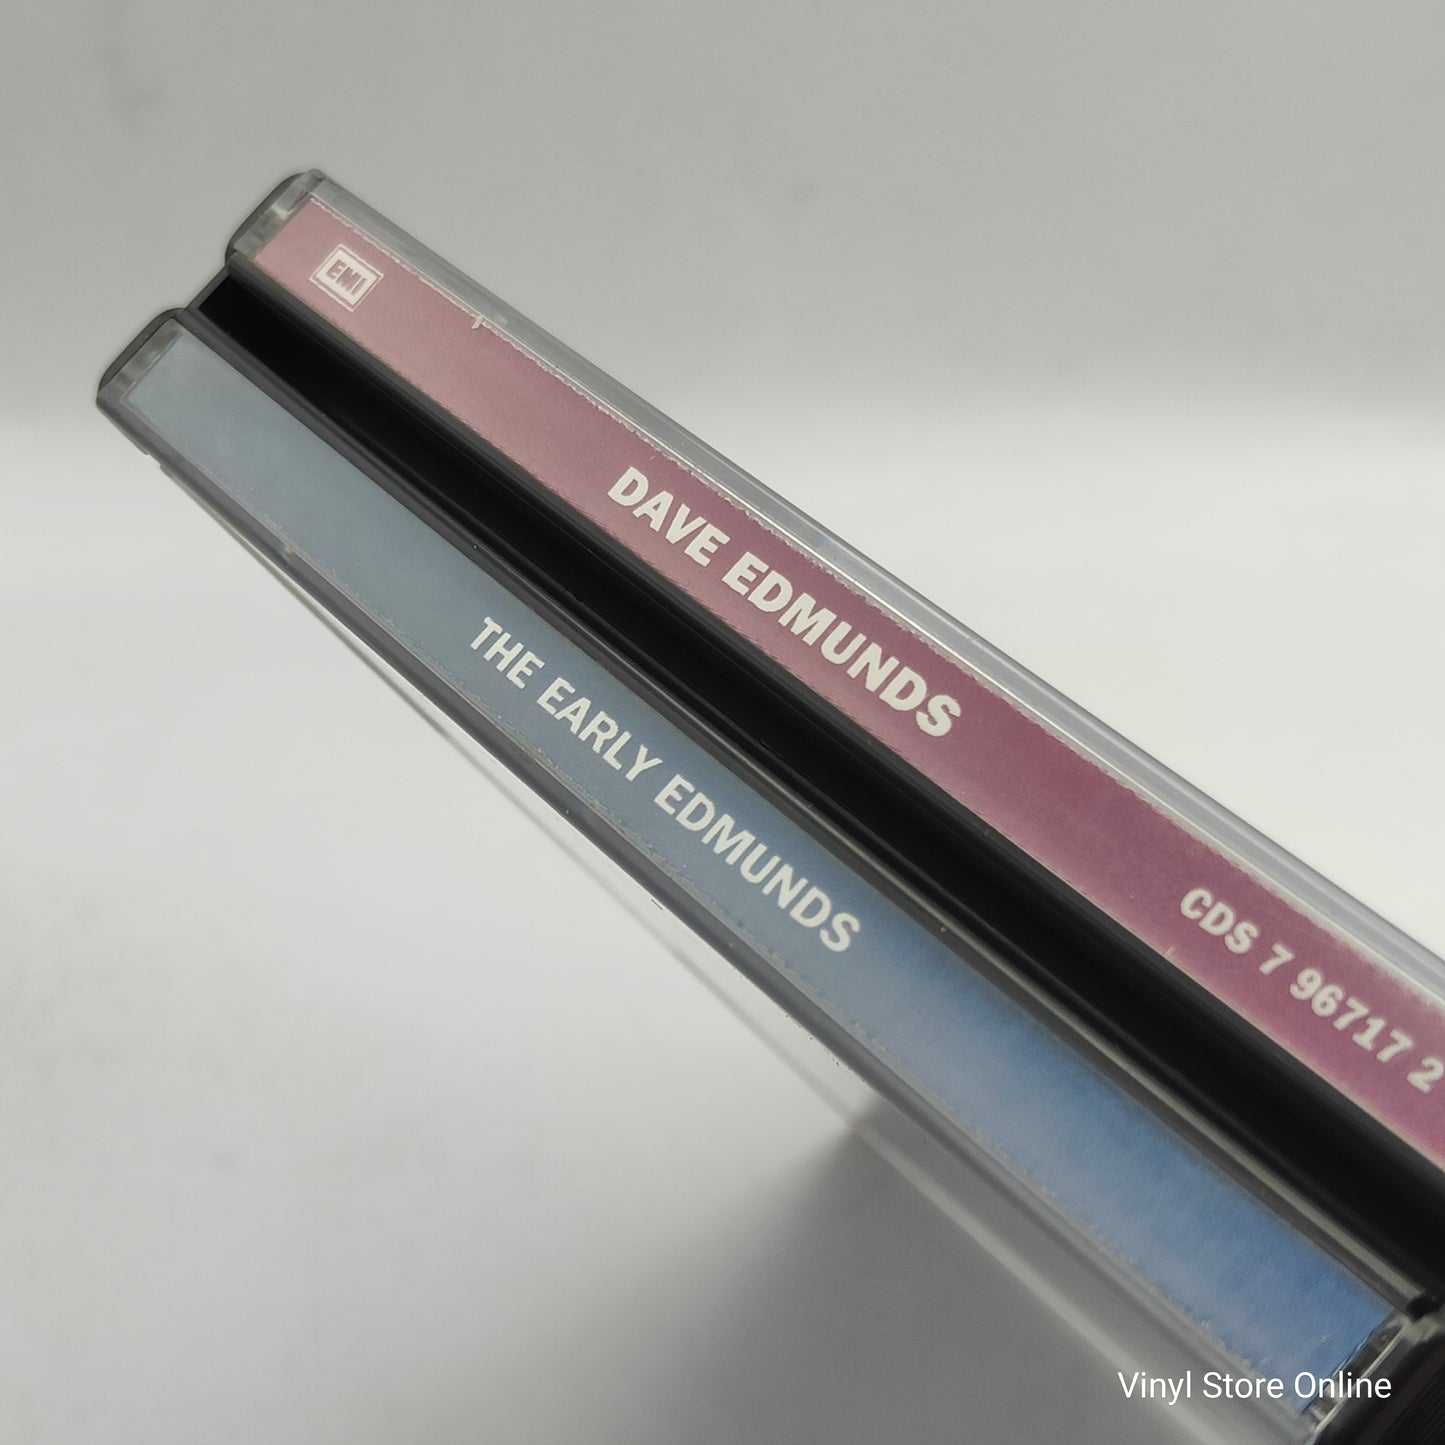 EMI
DAVE EDMUNDS
CDS 7 96717 2
THE EARLY EDMUNDS
Vinyl Store Online